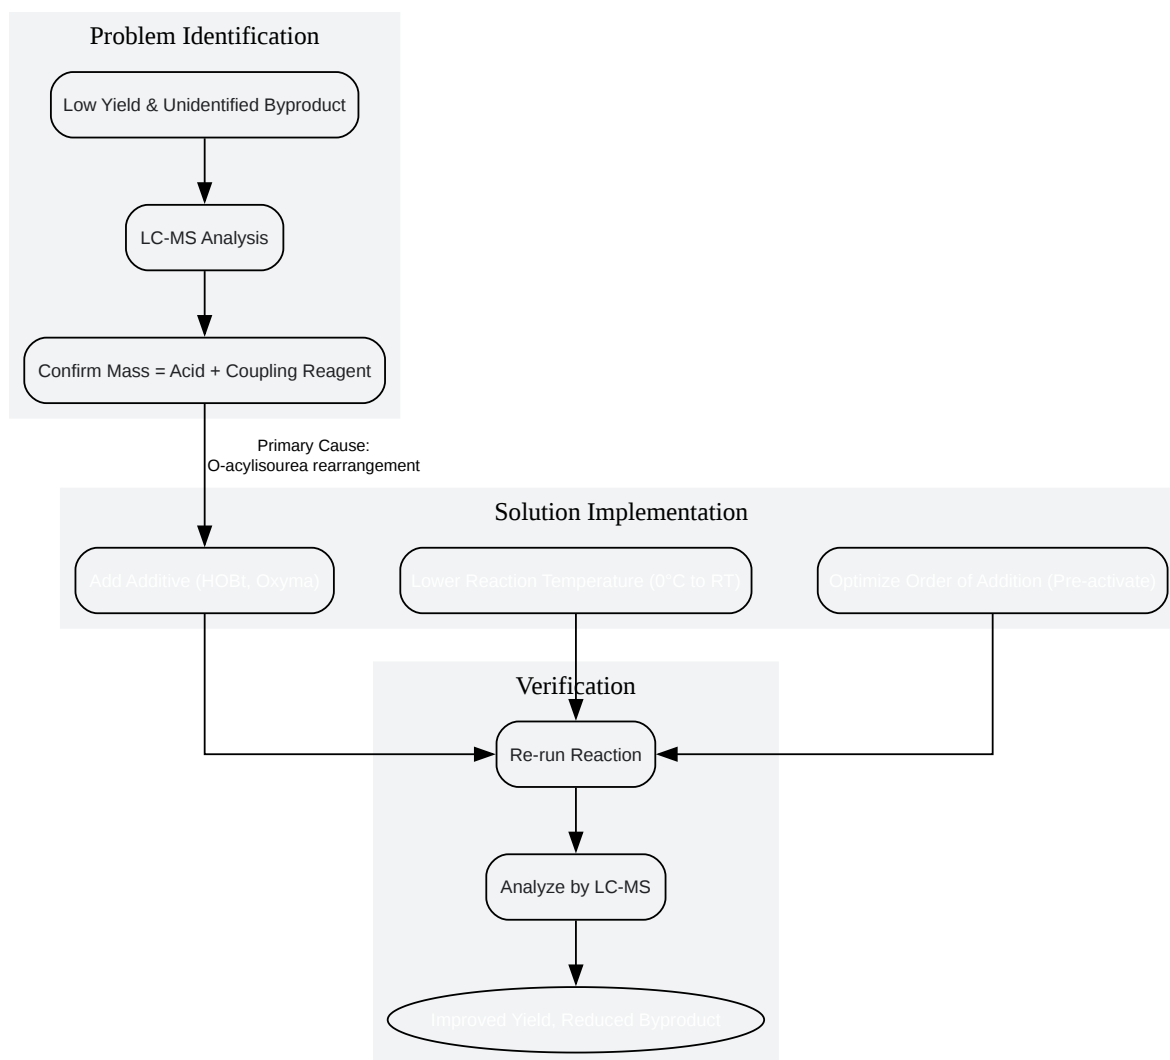 Problem Identification
Low Yield & Unidentified Byproduct
LC-MS Analysis
Confirm Mass = Acid + Coupling Reagent
Primary Cause:
O-acylisourea rearrangement
Solution Implementation
Add Additive (HOBt, Oxyma)
Lower Reaction Temperature (0°C to RT)
Optimize Order of Addition (Pre-activate)
Verification
Re-run Reaction
Analyze by LC-MS
Improved Yield, Reduced Byproduct